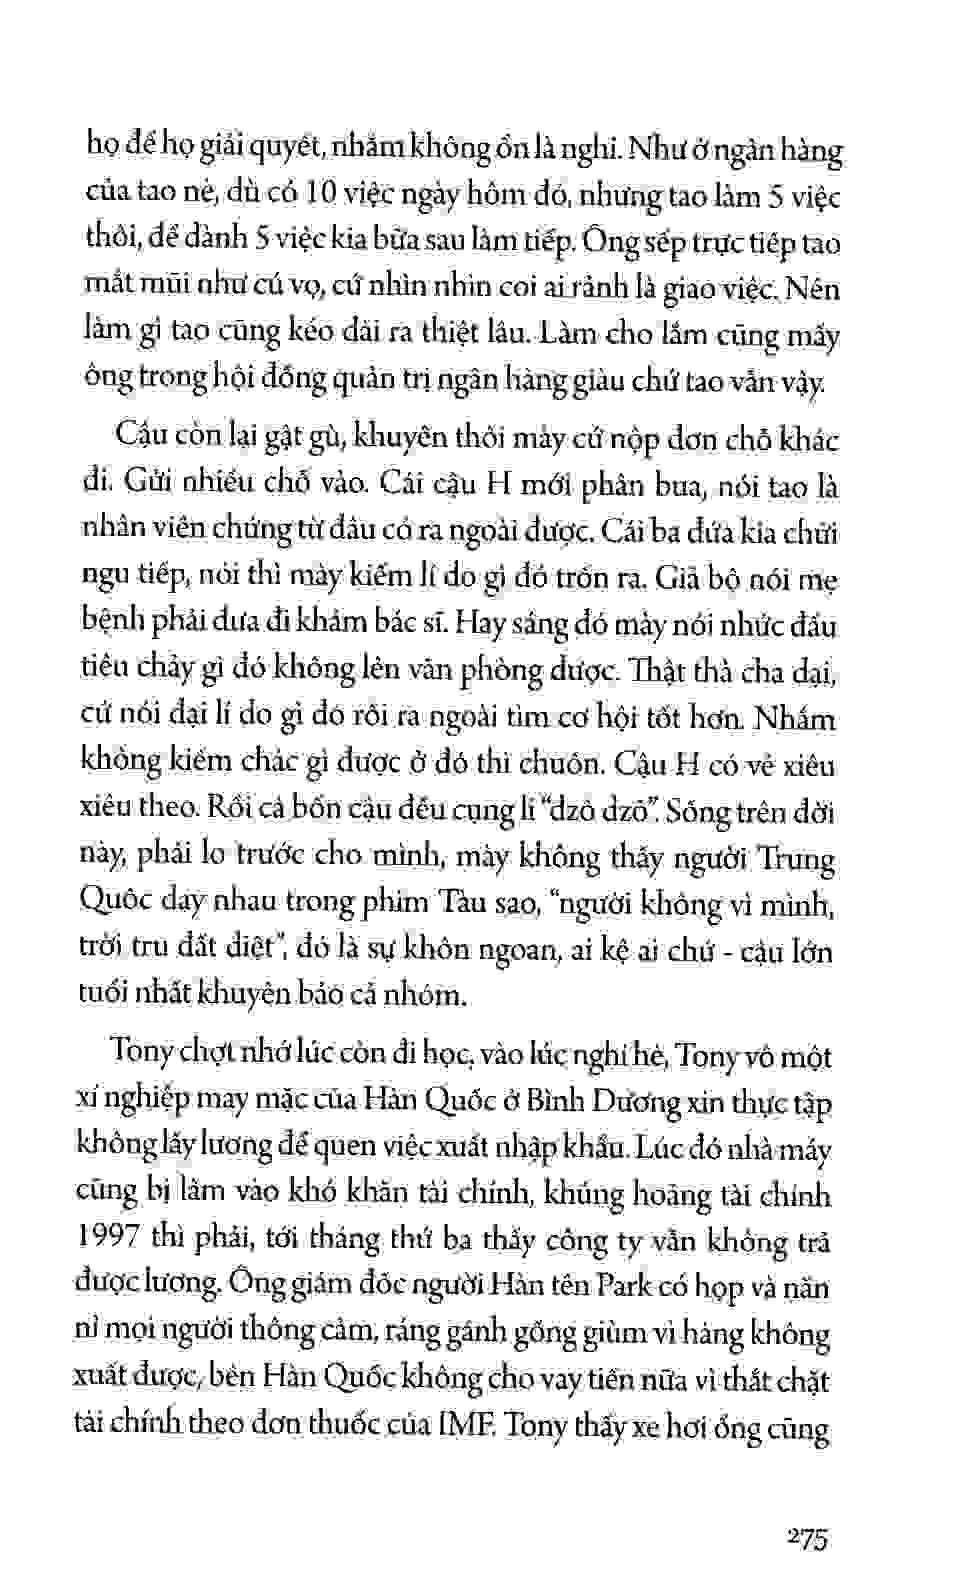 họ để họ giải quyết, nhắm không ổn là nghỉ. Như ở ngân hàng
của tao nè, dù có 10 việc ngày hôm đó, nhưng tao làm 5 việc
thôi, để dành 5 việc kia bữa sau làm tiếp. Ông sếp trực tiếp tao
mắt mũi như cú vọ, cứ nhìn nhìn coi ai rảnh là giao việc. Nên
làm gì tao cũng kéo dài ra thiệt lâu. Làm cho lắm cũng mấy
ông trong hội đồng quản trị ngân hàng giàu chứ tao vẫn vậy.
Cậu còn lại gật gù, khuyên thôi mày cứ nộp đơn chỗ khác
đi. Gửi nhiều chỗ vào. Cái cậu H mới phân bua, nói tao là
nhân viên chứng từ đâu có ra ngoài được. Cái ba đứa kia chửi
ngu tiếp, nói thì mày kiếm lí do gì đó trốn ra. Giả bộ nói mẹ
bệnh phải đưa đi khám bác sĩ. Hay sáng đó mày nói nhức đầu
tiêu chảy gì đó không lên văn phòng được. Thật thà cha dại,
cứ nói đại lí do gì đó rồi ra ngoài tìm cơ hội tốt hơn. Nhắm
không kiếm chác gì được ở đó thì chuồn. Cậu H có vẻ xiêu
xiêu theo. Rồi cả bốn cậu đều cụng li “dzô dzô”. Sống trên đời
này, phải lo trước cho mình, mày không thấy người Trung
Quốc dạy nhau trong phim Tàu sao, “người không vì mình,
trời tru đất diệt”, đó là sự khôn ngoan, ai kệ ai chứ - cậu lớn
tuổi nhất khuyên bảo cả nhóm.
Tony chợt nhớ lúc còn đi học, vào lúc nghỉ hè, Tony vô một
xí nghiệp may mặc của Hàn Quốc ở Bình Dương xin thực tập
không lấy lương để quen việc xuất nhập khẩu. Lúc đó nhà máy
cũng bị lâm vào khó khăn tài chính, khủng hoảng tài chính
1997 thì phải, tới tháng thứ ba thấy công ty vẫn không trả
được lương. Ông giám đốc người Hàn tên Park có họp và năn
nỉ mọi người thông cảm, ráng gánh gồng giùm vì hàng không
xuất được, bên Hàn Quốc không cho vay tiền nữa vì thắt chặt
tài chính theo đơn thuốc của IMF. Tony thấy xe hơi ổng cũng
275